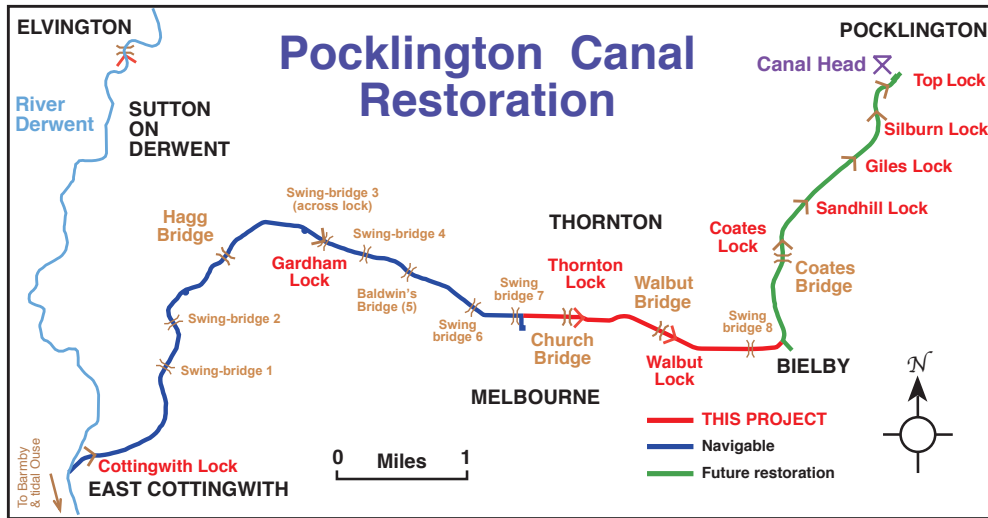 ELVINGTON
POCKLINGTON
Pocklington Canal
Restoration
Canal Head
Top Lock
River
Derwent
SUTTON
ON
DERWENT
Silburn Lock
Giles Lock
Swing-bridge 3
(across lock)
Hagg
Bridge
Swing-bridge 4
THORNTON
Sandhill Lock
Coates
Lock
Gardham
Lock
Thornton
Lock
Walbut
Bridge
Coates
Bridge
Baldwin's
Bridge (5)
Swing
bridge 7
Swing-bridge 2
Swing
bridge 6
Church
Bridge
Swing
bridge 8
Swing-bridge 1
Walbut
Lock
BIELBY
MELBOURNE
N
THIS PROJECT
Navigable
Future restoration
0 Miles 1
Cottingwith Lock
EAST COTTINGWITH
To Barmby
& tidal Ouse